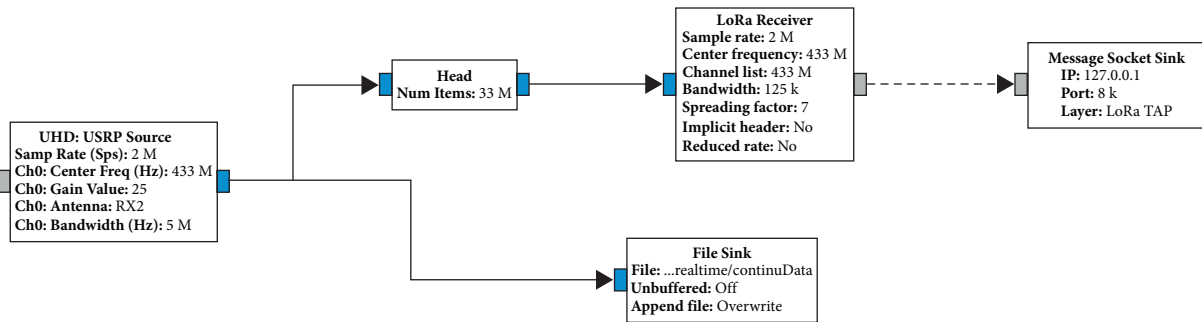 UHD: USRP Source
Samp Rate (Sps): 2 M
Ch0: Center Freq (Hz): 433 M
Ch0: Gain Value: 25
Ch0: Antenna: RX2
Ch0: Bandwidth (Hz): 5 M
Head
Num Items: 33 M
LoRa Receiver
Sample rate: 2 M
Center frequency: 433 M
Channel list: 433 M
Bandwidth: 125 k
Spreading factor: 7
Implicit header: No
Reduced rate: No
Message Socket Sink
IP: 127.0.0.1
Port: 8 k
Layer: LoRa TAP
File Sink
File: ...realtime/continuData
Unbuffered: Off
Append file: Overwrite